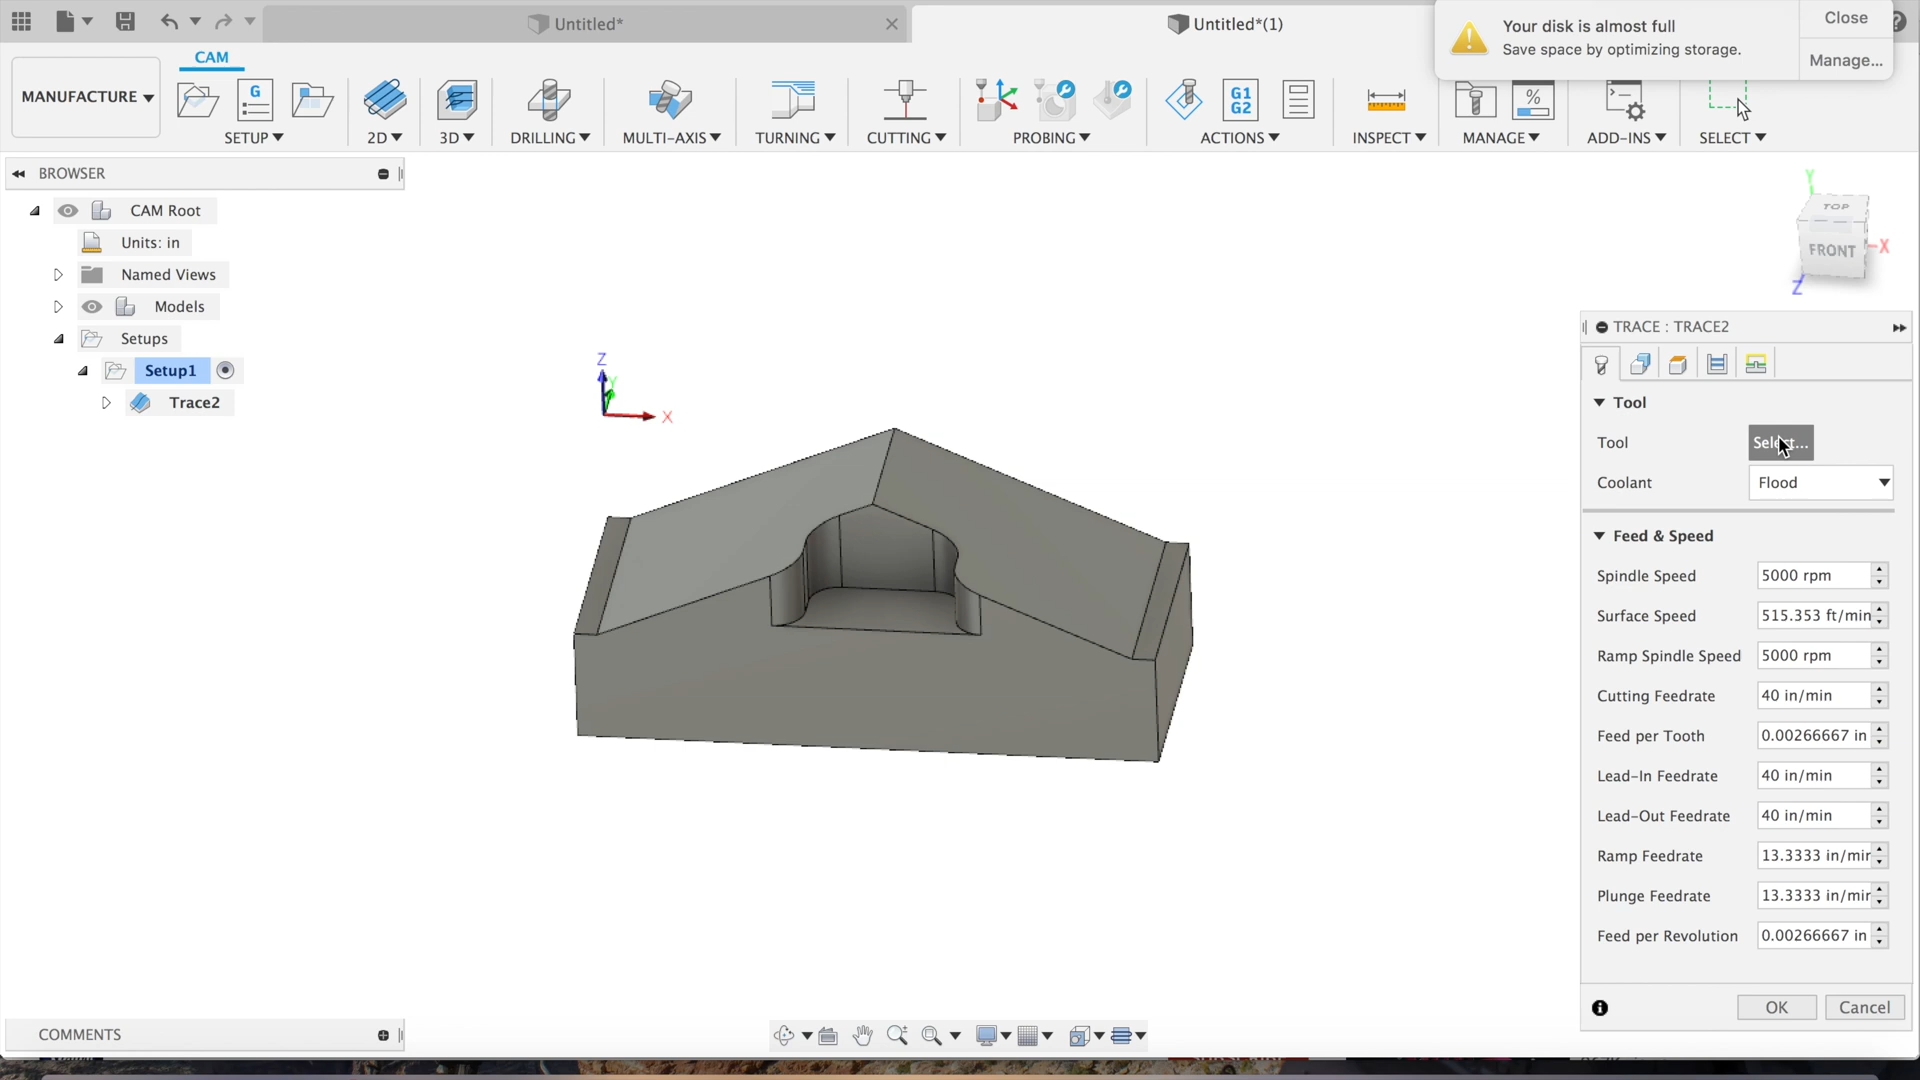 Untitled*
Untitled*(1)
Your disk is almost full
Save space by optimizing storage.
Close
Manage...
CAM
MANUFACTURE
SETUP
2D
3D
DRILLING
MULTI-AXIS
TURNING
CUTTING
PROBING
G1
G2
ACTIONS
INSPECT
MANAGE
ADD-INS
SELECT
BROWSER
CAM Root
Units: in
Named Views
Models
Setups
Setup1
Trace2
Z
Y
X
Y
TOP
FRONT
X
Z
TRACE : TRACE2
Tool
Tool Select...
Coolant Flood
Feed & Speed
Spindle Speed 5000 rpm
Surface Speed 515.353 ft/min
Ramp Spindle Speed 5000 rpm
Cutting Feedrate 40 in/min
Feed per Tooth 0.00266667 in
Lead-In Feedrate 40 in/min
Lead-Out Feedrate 40 in/min
Ramp Feedrate 13.3333 in/min
Plunge Feedrate 13.3333 in/min
Feed per Revolution 0.00266667 in
OK Cancel
COMMENTS